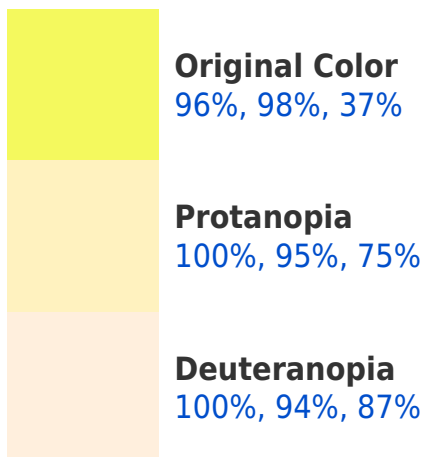 Original Color
96%, 98%, 37%
Protanopia
100%, 95%, 75%
Deuteranopia
100%, 94%, 87%